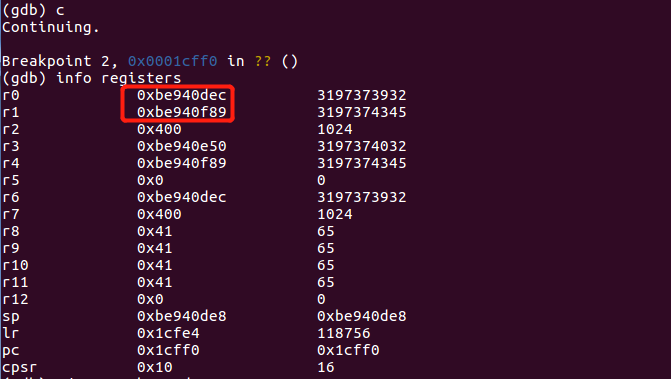 (gdb) c
Continuing.
Breakpoint 2, 0x0001cff0 in ?? ()
(gdb) info registers
r0 0xbe940dec 3197373932
r1 0xbe940f89 3197374345
r2 0x400 1024
r3 0xbe940e50 3197374032
r4 0xbe940f89 3197374345
r5 0x0 0
r6 0xbe940dec 3197373932
r7 0x400 1024
r8 0x41 65
r9 0x41 65
r10 0x41 65
r11 0x41 65
r12 0x0 0
sp 0xbe940de8 0xbe940de8
lr 0x1cfe4 118756
pc 0x1cff0 0x1cff0
cpsr 0x10 16